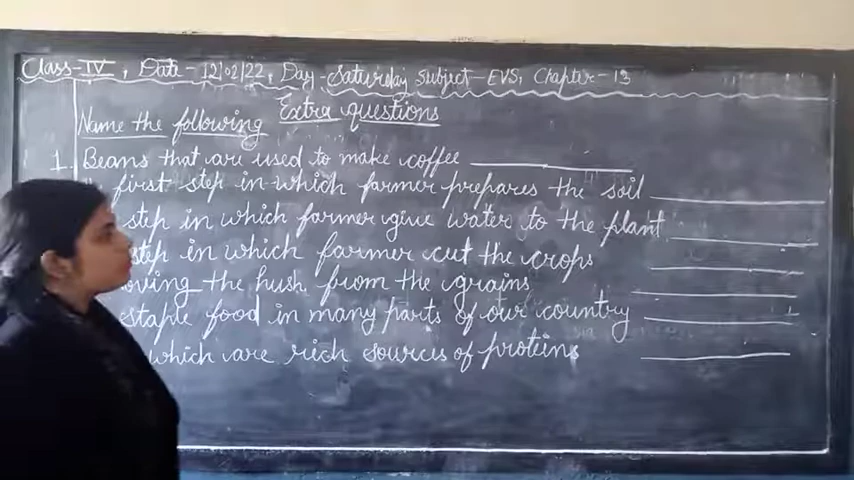 Class-IV, Date-12/02/22, Day-Saturday Subject-EVS, Chapter-13
Extra questions
Name the following
1. Beans that are used to make coffee
first step in which farmer prepares the soil
step in which farmer give water to the plant
step in which farmer cut the crops
the husk from the grains
staple food in many parts of our country
which are rich sources of proteins